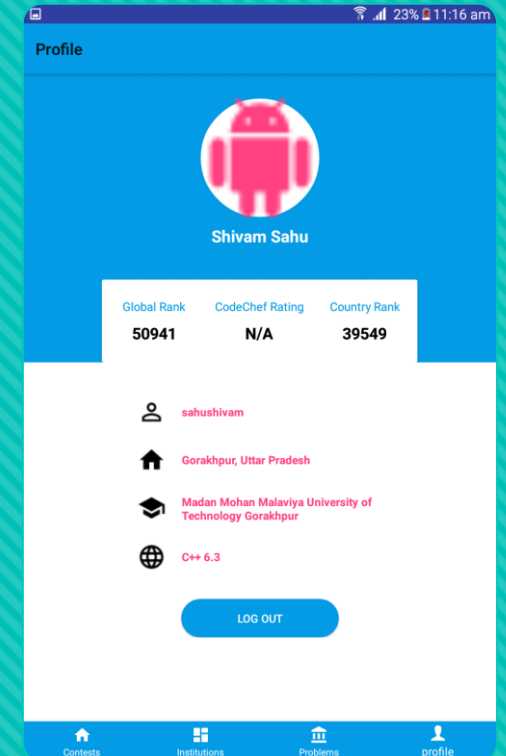 23% 11:16 am
Profile
Shivam Sahu
Global Rank CodeChef Rating Country Rank
50941 N/A 39549
sahushivam
Gorakhpur, Uttar Pradesh
Madan Mohan Malaviya University of
Technology Gorakhpur
C++ 6.3
LOG OUT
Contests Institutions Problems profile